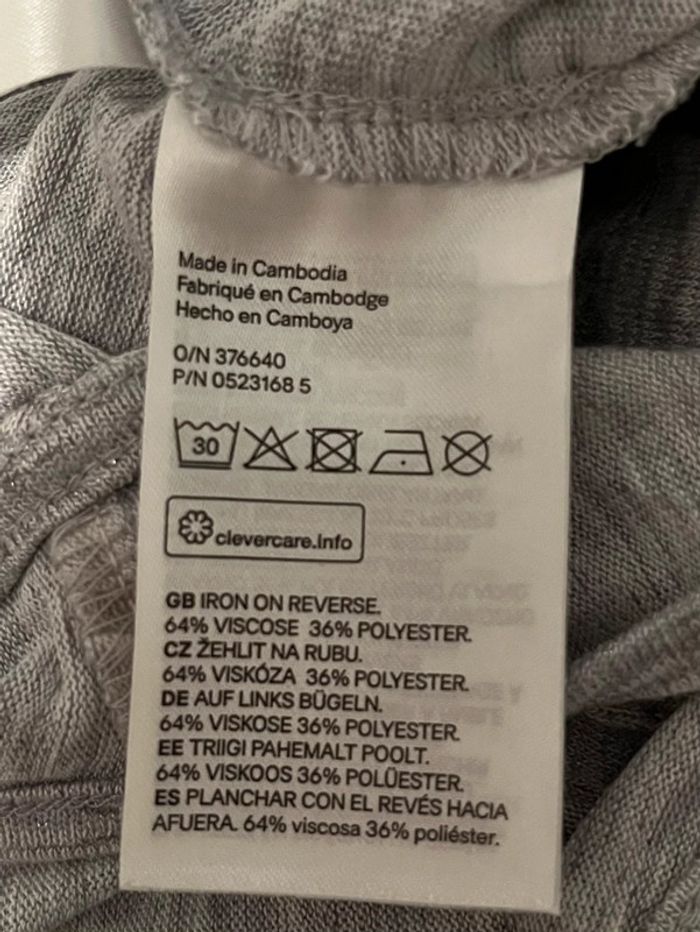 Made in Cambodia
Fabriqué en Cambodge
Hecho en Camboya
O/N 376640
P/N 0523168 5
30
clevercare.info
GB IRON ON REVERSE.
64% VISCOSE 36% POLYESTER.
CZ ŽEHLIT NA RUBU.
64% VISKÓZA 36% POLYESTER.
DE AUF LINKS BÜGELN.
64% VISKOSE 36% POLYESTER.
EE TRIIGI PAHEMALT POOLT.
64% VISKOOS 36% POLÜESTER.
ES PLANCHAR CON EL REVÉS HACIA
AFUERA. 64% viscosa 36% poliéster.